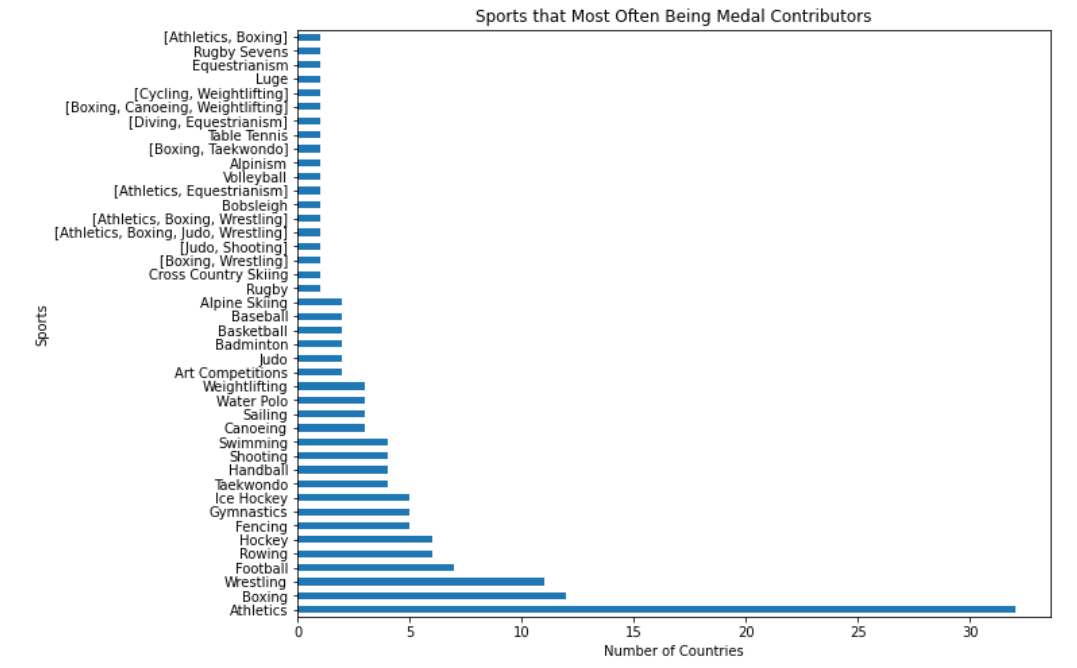 Sports that Most Often Being Medal Contributors
[Athletics, Boxing]
Rugby Sevens
Equestrianism
Luge
[Cycling, Weightlifting]
[Boxing, Canoeing, Weightlifting]
[Diving, Equestrianism]
Table Tennis
[Boxing, Taekwondo]
Alpinism
Volleyball
[Athletics, Equestrianism]
Bobsleigh
[Athletics, Boxing, Wrestling]
[Athletics, Boxing, Judo, Wrestling]
[Judo, Shooting]
[Boxing, Wrestling]
Cross Country Skiing
Rugby
Alpine Skiing
Baseball
Basketball
Badminton
Judo
Art Competitions
Weightlifting
Water Polo
Sailing
Canoeing
Swimming
Shooting
Handball
Taekwondo
Ice Hockey
Gymnastics
Fencing
Hockey
Rowing
Football
Wrestling
Boxing
Athletics
Sports
0 5 10 15 20 25 30
Number of Countries